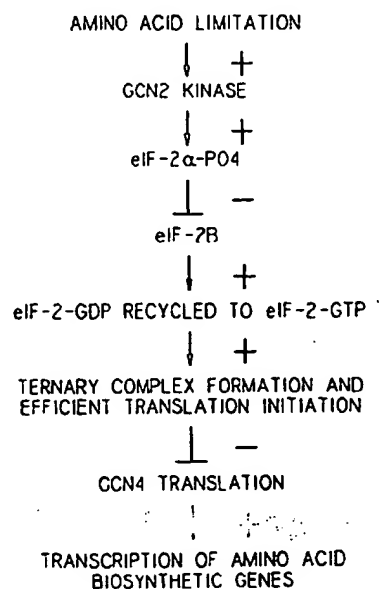 AMINO ACID LIMITATION
+
GCN2 KINASE
+
eIF-2α-PO4
−
eIF-2B
+
eIF-2-GDP RECYCLED TO eIF-2-GTP
+
TERNARY COMPLEX FORMATION AND
EFFICIENT TRANSLATION INITIATION
−
GCN4 TRANSLATION
+
TRANSCRIPTION OF AMINO ACID
BIOSYNTHETIC GENES